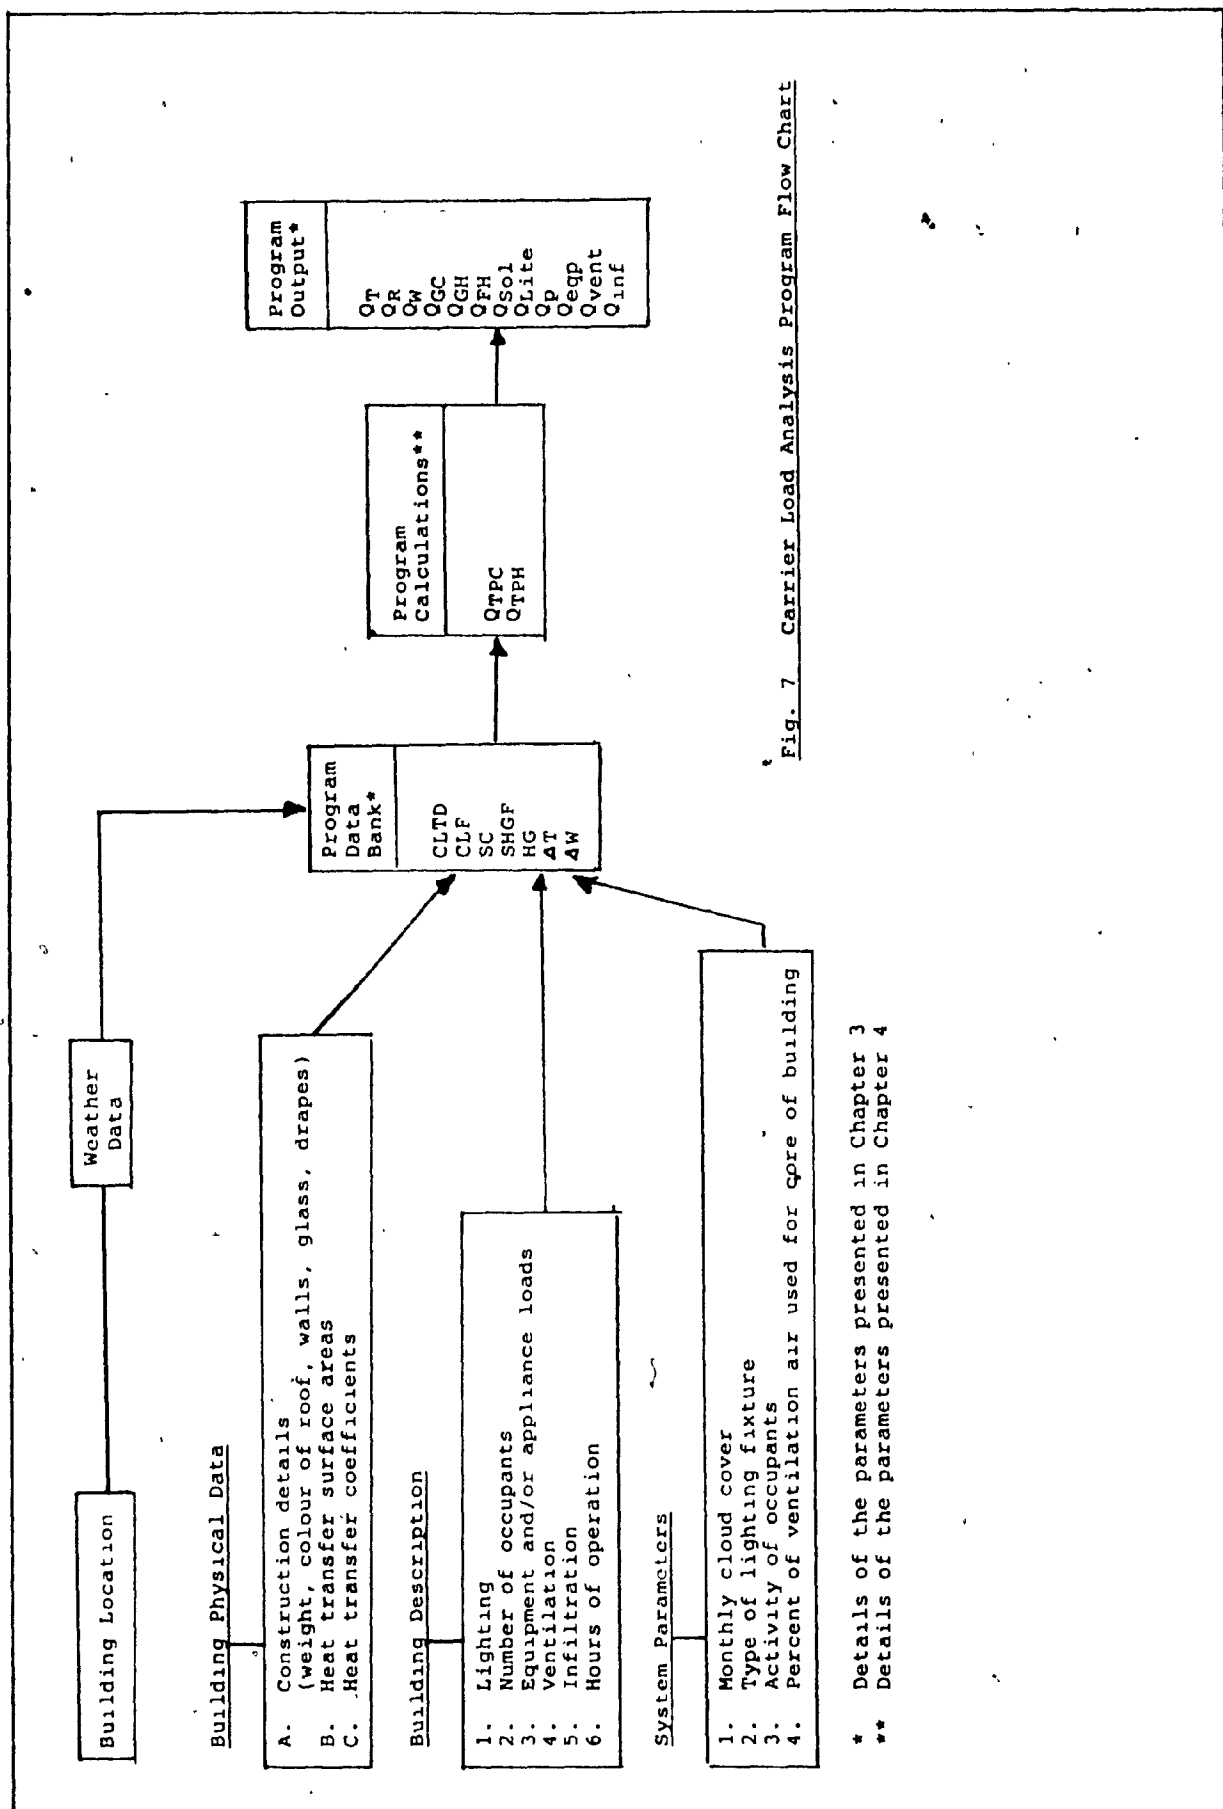 Building Location
Weather
Data
Building Physical Data
A. Construction details
(weight, colour of roof, walls, glass, drapes)
B. Heat transfer surface areas
C. Heat transfer coefficients
Building Description
1. Lighting
2. Number of occupants
3. Equipment and/or appliance loads
4. Ventilation
5. Infiltration
6. Hours of operation
System Parameters
1. Monthly cloud cover
2. Type of lighting fixture
3. Activity of occupants
4. Percent of ventilation air used for core of building
Program
Data
Bank*
CLTD
CLF
SC
SHGF
HG
ΔT
ΔW
Program
Calculations**
QTPC
QTPH
Program
Output*
QT
QR
QW
QGC
QGH
QFH
QSol
QLite
QP
Qeqp
Qvent
Qinf
* Details of the parameters presented in Chapter 3
** Details of the parameters presented in Chapter 4
Fig. 7 Carrier Load Analysis Program Flow Chart